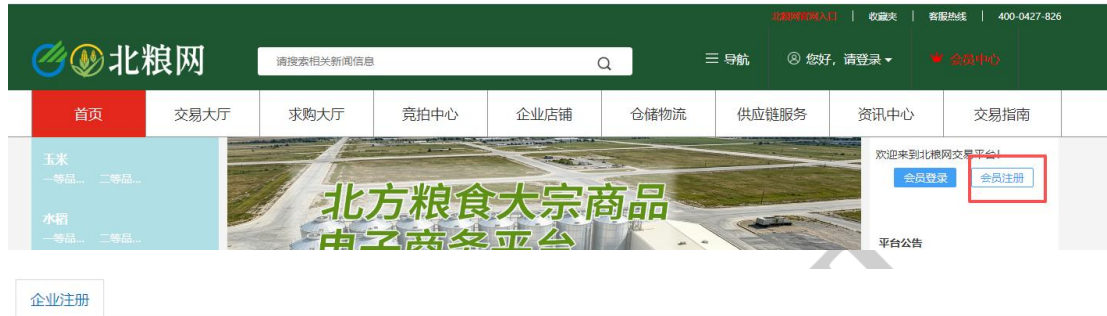 北粮网官网入口 | 收藏夹 | 客服热线 | 400-0427-826
北粮网
请搜索相关新闻信息
导航
您好，请登录
会员中心
首页 交易大厅 求购大厅 竞拍中心 企业店铺 仓储物流 供应链服务 资讯中心 交易指南
玉米
一等品... 二等品...
水稻
一等品... 二等品...
北方粮食大宗商品
电子商务平台
欢迎来到北粮网交易平台!
会员登录 会员注册
平台公告
企业注册